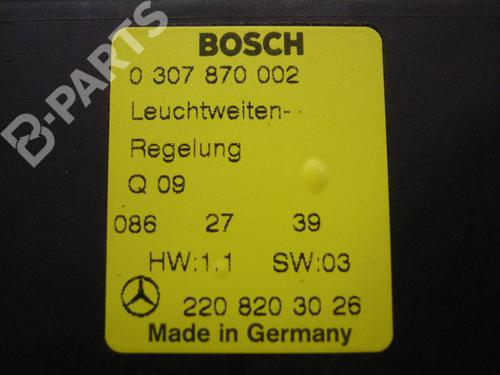 BOSCH
0 307 870 002
Leuchtweiten-
Regelung
Q 09
086 27 39
HW:1.1 SW:03
220 820 30 26
Made in Germany
B-PARTS
B-PARTS